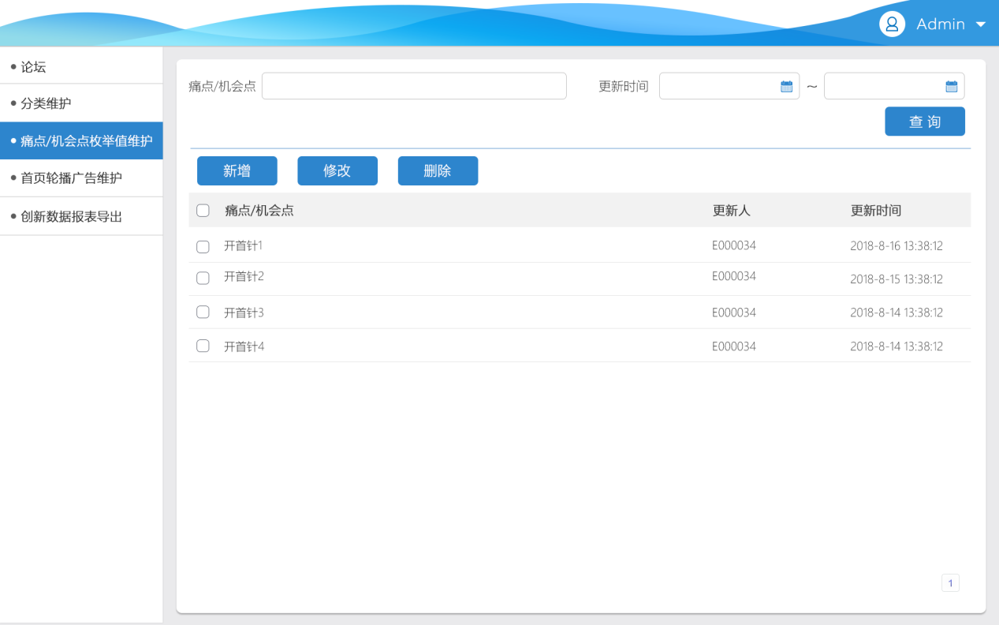 Admin
论坛
分类维护
痛点/机会点枚举值维护
首页轮播广告维护
创新数据报表导出
痛点/机会点 更新时间 ~
查询
新增 修改 删除
痛点/机会点 更新人 更新时间
开首针1 E000034 2018-8-16 13:38:12
开首针2 E000034 2018-8-15 13:38:12
开首针3 E000034 2018-8-14 13:38:12
开首针4 E000034 2018-8-14 13:38:12
1